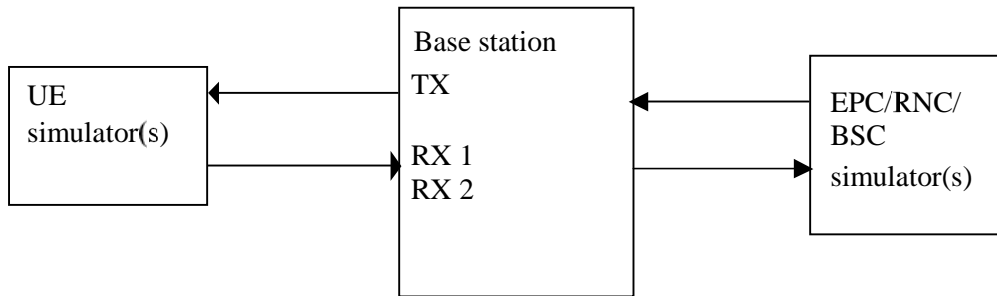 UE
simulator(s)
Base station
TX
RX 1
RX 2
EPC/RNC/
BSC
simulator(s)